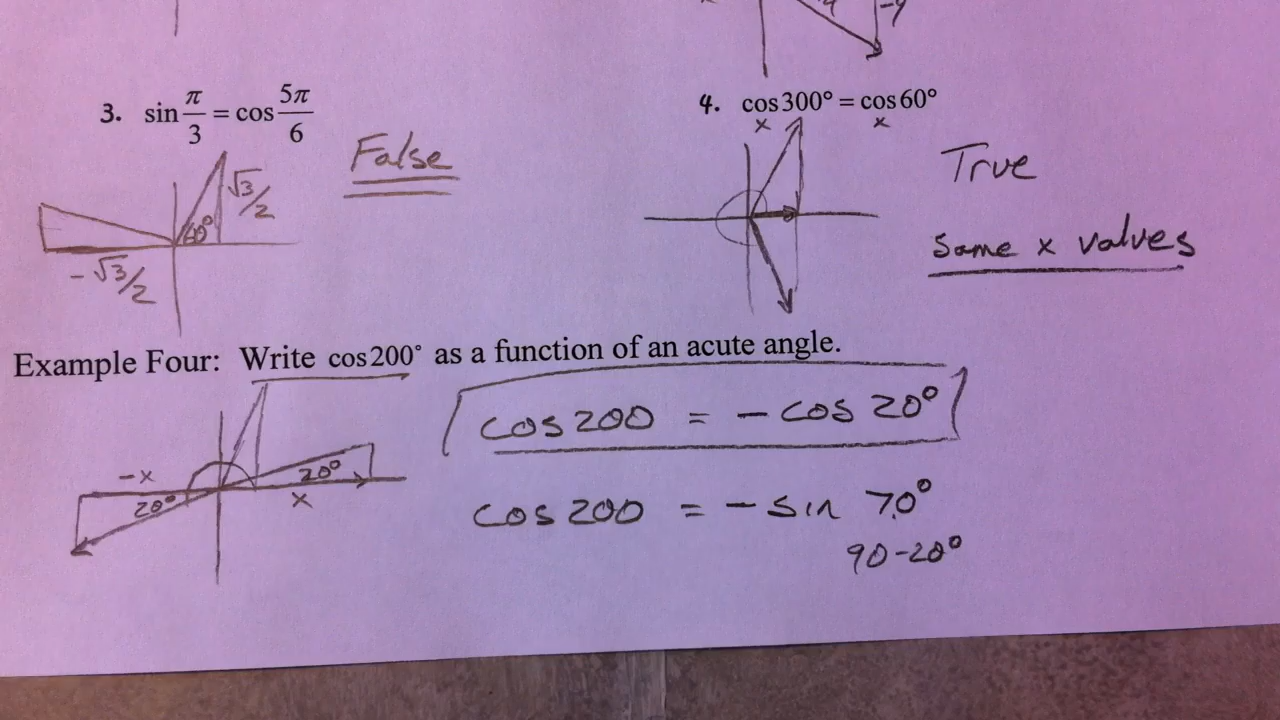 -9
3. sin π/3 = cos 5π/6
False
60°
√3/2
-√3/2
4. cos 300° = cos 60°
x x
True
Same x values
Example Four: Write cos 200° as a function of an acute angle.
-x
20°
20°
x
cos 200 = - cos 20°
cos 200 = - sin 70°
90-20°